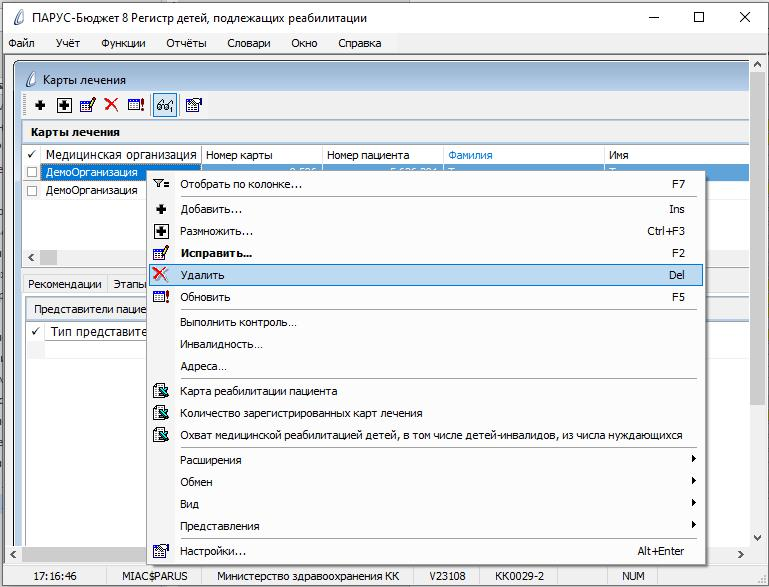 ПАРУС-Бюджет 8 Регистр детей, подлежащих реабилитации
Файл Учёт Функции Отчёты Словари Окно Справка
Карты лечения
Карты лечения
Медицинская организация Номер карты Номер пациента Фамилия Имя
ДемоОрганизация
ДемоОрганизация
Отобрать по колонке... F7
Добавить... Ins
Размножить... Ctrl+F3
Исправить... F2
Удалить Del
Обновить F5
Выполнить контроль...
Инвалидность...
Адреса...
Карта реабилитации пациента
Количество зарегистрированных карт лечения
Охват медицинской реабилитацией детей, в том числе детей-инвалидов, из числа нуждающихся
Расширения
Обмен
Вид
Представления
Настройки... Alt+Enter
Рекомендации Этапы
Представители пацие
Тип представите
17:16:46 MIAC$PARUS Министерство здравоохранения КК V23108 КК0029-2 NUM